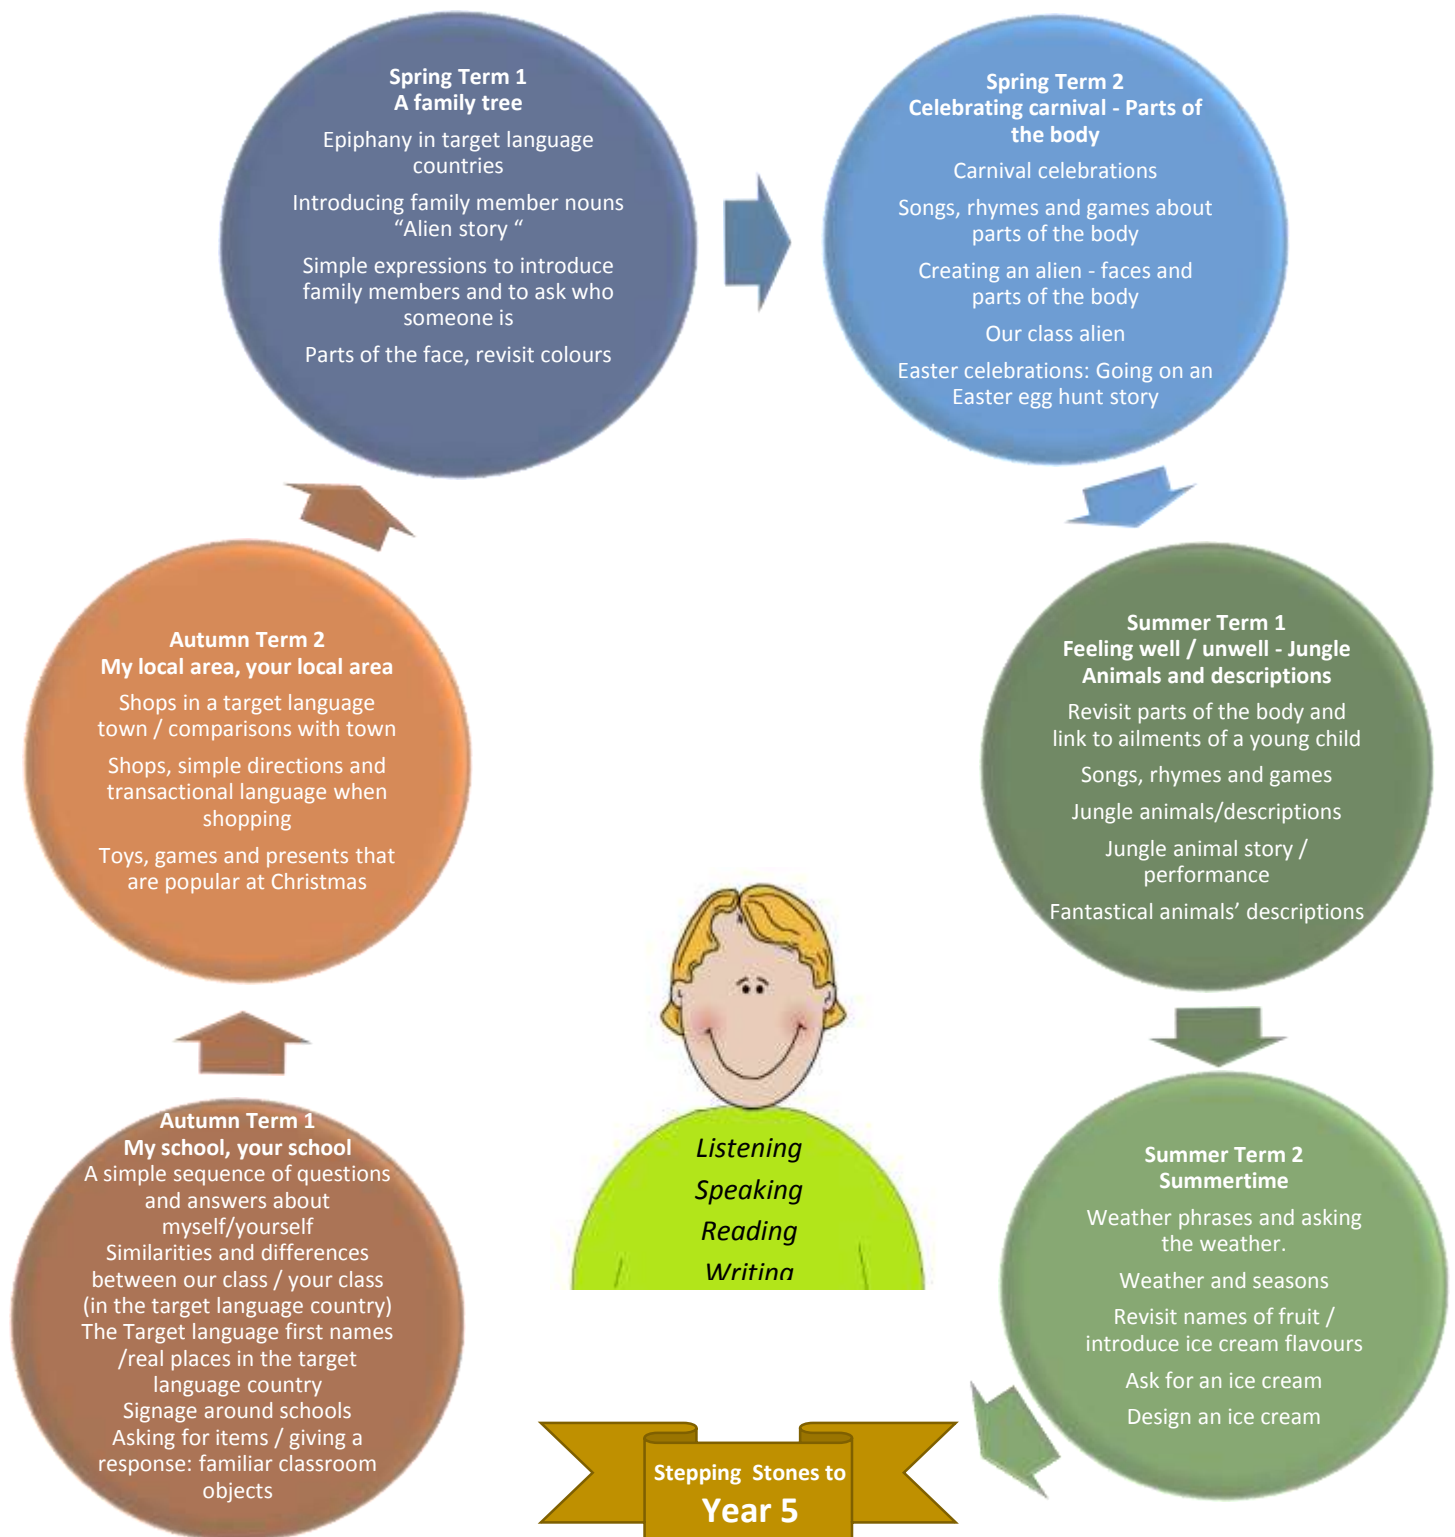 Autumn Term 1
My school, your school
A simple sequence of questions
and answers about
myself/yourself
Similarities and differences
between our class / your class
(in the target language country)
The Target language first names
/real places in the target
language country
Signage around schools
Asking for items / giving a
response: familiar classroom
objects
Autumn Term 2
My local area, your local area
Shops in a target language
town / comparisons with town
Shops, simple directions and
transactional language when
shopping
Toys, games and presents that
are popular at Christmas
Spring Term 1
A family tree
Epiphany in target language
countries
Introducing family member nouns
“Alien story “
Simple expressions to introduce
family members and to ask who
someone is
Parts of the face, revisit colours
Spring Term 2
Celebrating carnival - Parts of
the body
Carnival celebrations
Songs, rhymes and games about
parts of the body
Creating an alien - faces and
parts of the body
Our class alien
Easter celebrations: Going on an
Easter egg hunt story
Summer Term 1
Feeling well / unwell - Jungle
Animals and descriptions
Revisit parts of the body and
link to ailments of a young child
Songs, rhymes and games
Jungle animals/descriptions
Jungle animal story /
performance
Fantastical animals’ descriptions
Summer Term 2
Summertime
Weather phrases and asking
the weather.
Weather and seasons
Revisit names of fruit /
introduce ice cream flavours
Ask for an ice cream
Design an ice cream
Listening
Speaking
Reading
Writing
Stepping Stones to
Year 5